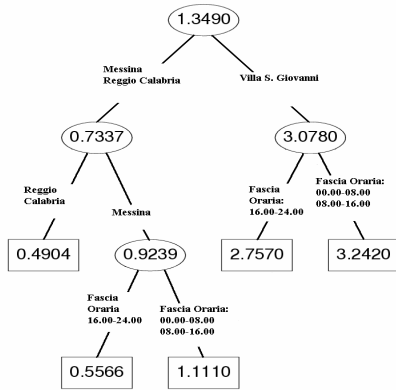 1.3490
Messina
Reggio Calabria
Villa S. Giovanni
0.7337
3.0780
Reggio
Calabria
Messina
Fascia
Oraria:
16.00-24.00
Fascia Oraria:
00.00-08.00
08.00-16.00
0.4904
0.9239
2.7570
3.2420
Fascia
Oraria
16.00-24.00
Fascia Oraria:
00.00-08.00
08.00-16.00
0.5566
1.1110